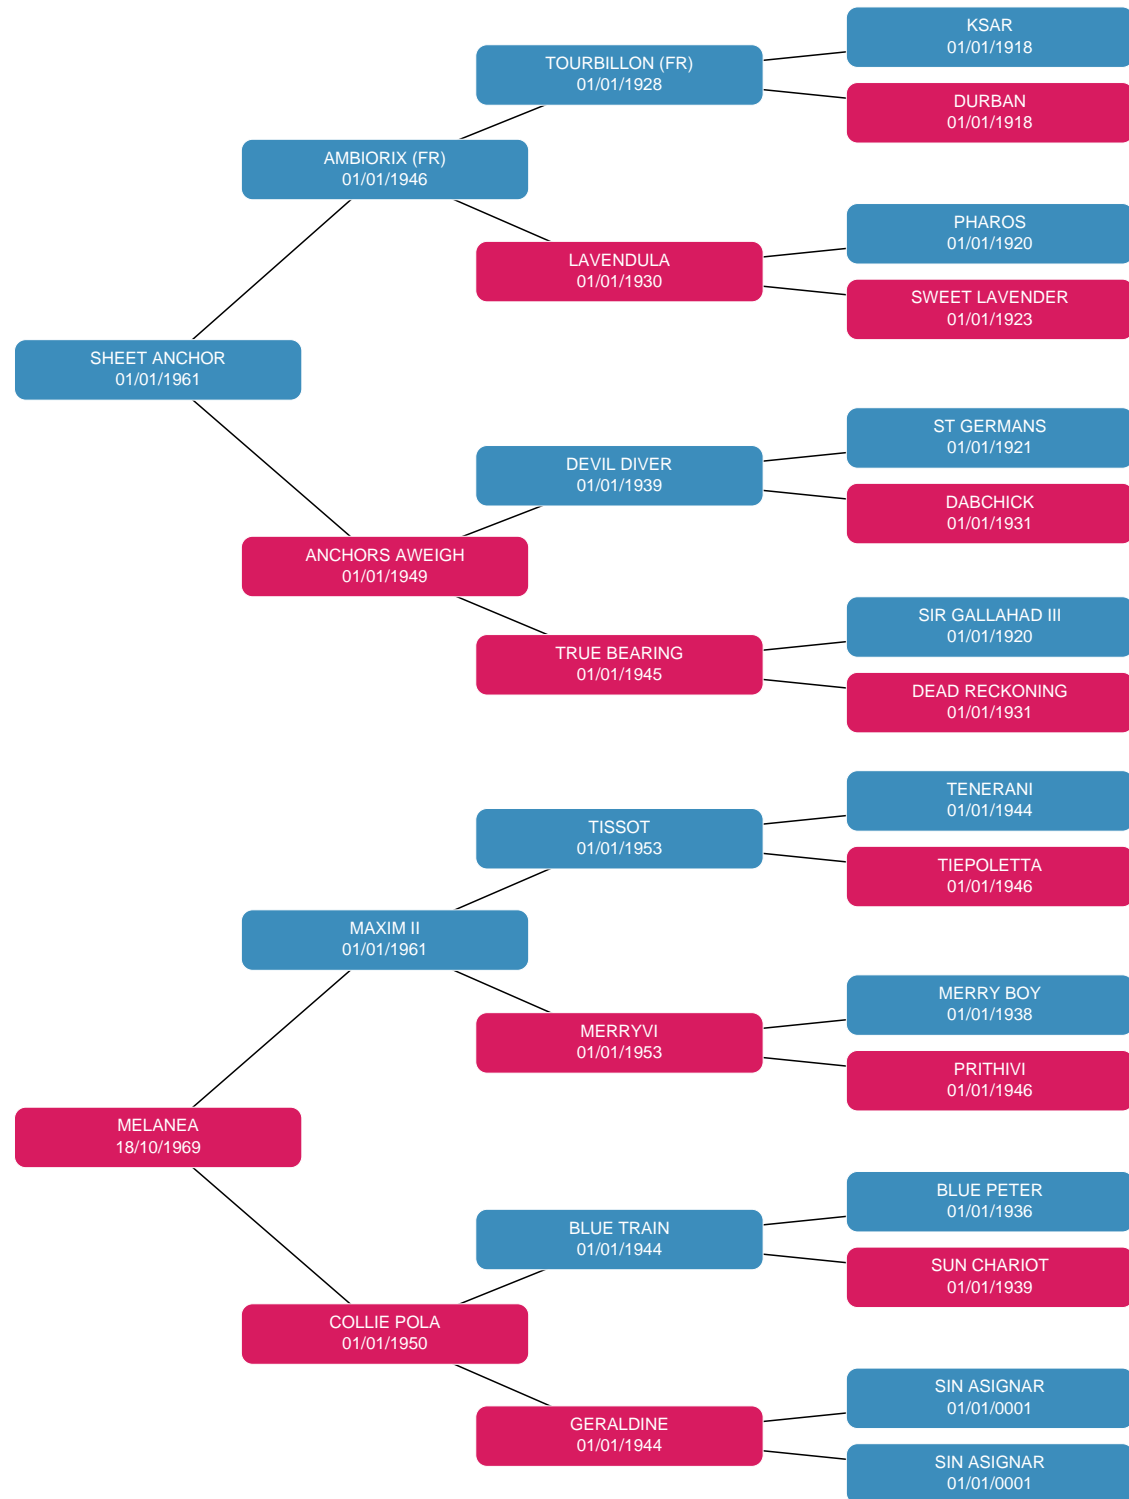 KSAR
01/01/1918
TOURBILLON (FR)
01/01/1928
DURBAN
01/01/1918
AMBIORIX (FR)
01/01/1946
PHAROS
01/01/1920
LAVENDULA
01/01/1930
SWEET LAVENDER
01/01/1923
SHEET ANCHOR
01/01/1961
ST GERMANS
01/01/1921
DEVIL DIVER
01/01/1939
DABCHICK
01/01/1931
ANCHORS AWEIGH
01/01/1949
SIR GALLAHAD III
01/01/1920
TRUE BEARING
01/01/1945
DEAD RECKONING
01/01/1931
TENERANI
01/01/1944
TISSOT
01/01/1953
TIEPOLETTA
01/01/1946
MAXIM II
01/01/1961
MERRY BOY
01/01/1938
MERRYVI
01/01/1953
PRITHIVI
01/01/1946
MELANEA
18/10/1969
BLUE PETER
01/01/1936
BLUE TRAIN
01/01/1944
SUN CHARIOT
01/01/1939
COLLIE POLA
01/01/1950
SIN ASIGNAR
01/01/0001
GERALDINE
01/01/1944
SIN ASIGNAR
01/01/0001